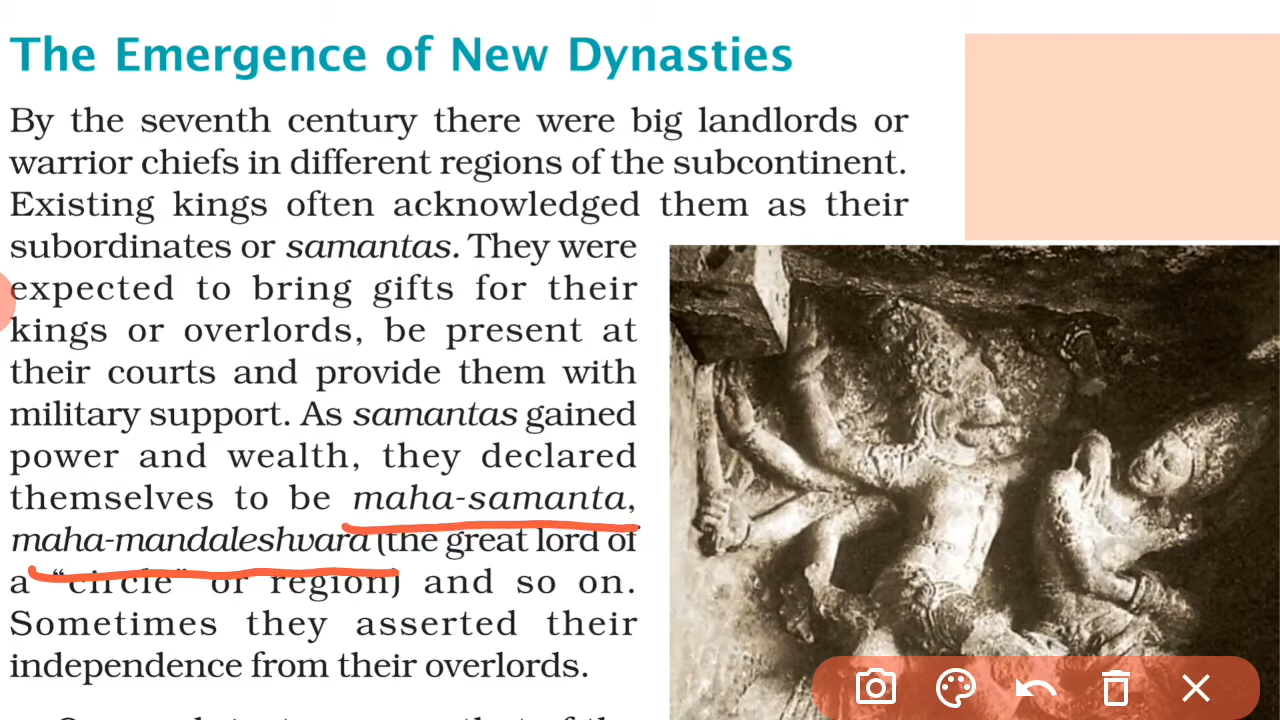 The Emergence of New Dynasties
By the seventh century there were big landlords or
warrior chiefs in different regions of the subcontinent.
Existing kings often acknowledged them as their
subordinates or samantas. They were
expected to bring gifts for their
kings or overlords, be present at
their courts and provide them with
military support. As samantas gained
power and wealth, they declared
themselves to be maha-samanta,
maha-mandaleshvara (the great lord of
a “circle” or region) and so on.
Sometimes they asserted their
independence from their overlords.